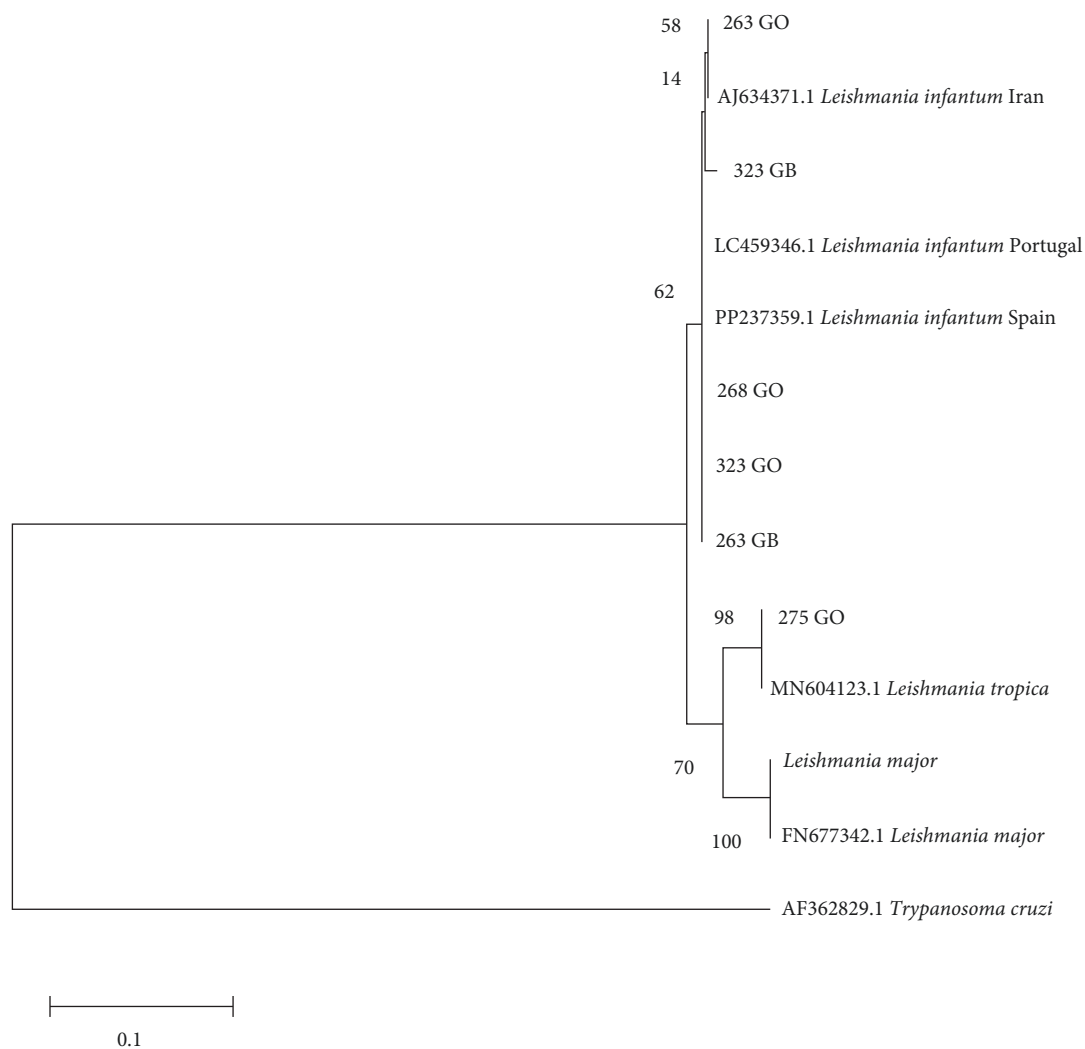 58
263 GO
14
AJ634371.1 Leishmania infantum Iran
323 GB
LC459346.1 Leishmania infantum Portugal
62
PP237359.1 Leishmania infantum Spain
268 GO
323 GO
263 GB
98
275 GO
MN604123.1 Leishmania tropica
Leishmania major
70
FN677342.1 Leishmania major
100
AF362829.1 Trypanosoma cruzi
0.1